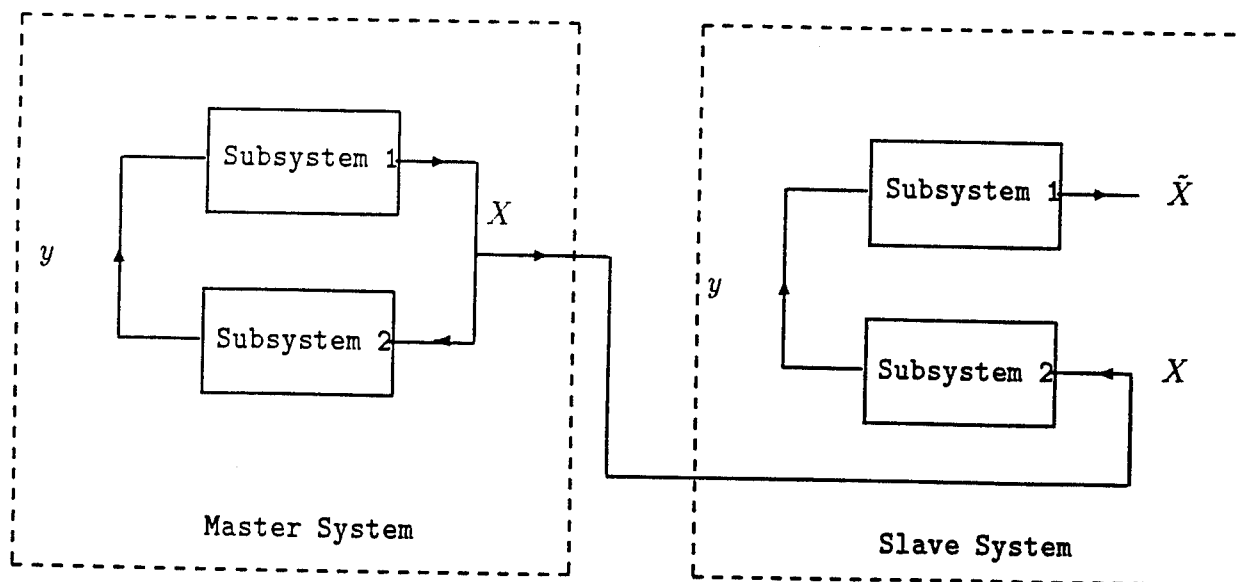 Subsystem 1
X
y
Subsystem 2
Master System
Subsystem 1
X̃
y
Subsystem 2
X
Slave System